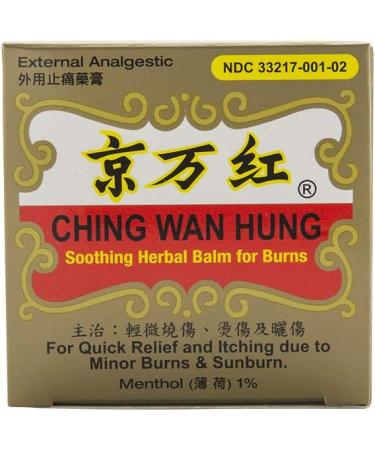 External Analgestic
外用止痛藥膏
NDC 33217-001-02
京万红®
CHING WAN HUNG
Soothing Herbal Balm for Burns
主治：輕微燒傷、燙傷及曬傷
For Quick Relief and Itching due to
Minor Burns & Sunburn.
Menthol (薄荷) 1%